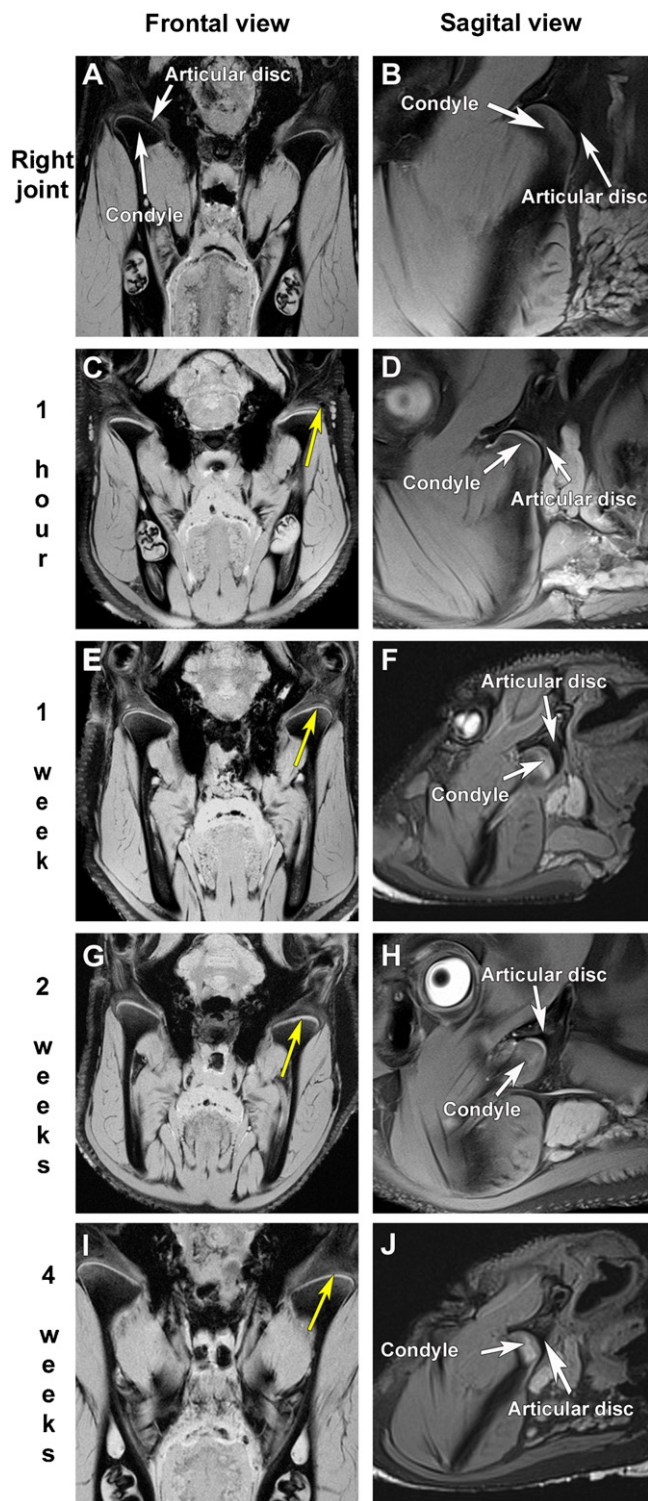 Frontal view
Sagital view
A
Articular disc
Condyle
B
Condyle
Articular disc
Right
joint
C
D
Condyle
Articular disc
1
h
o
u
r
E
F
Articular disc
Condyle
1
w
e
e
k
G
H
Articular disc
Condyle
2
w
e
e
k
s
I
J
Condyle
Articular disc
4
w
e
e
k
s